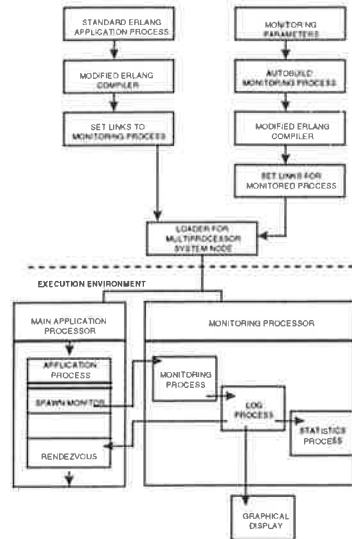 STANDARD ERLANG
APPLICATION PROCESS
MONITORING
PARAMETERS
MODIFIED ERLANG
COMPILER
AUTOBUILD
MONITORING PROCESS
SET LINKS TO
MONITORING PROCESS
MODIFIED ERLANG
COMPILER
SET LINKS FOR
MONITORED PROCESS
LOADER FOR
MULTIPROCESSOR
SYSTEM NODE
EXECUTION ENVIRONMENT
MAIN APPLICATION
PROCESSOR
MONITORING PROCESSOR
APPLICATION
PROCESS
SPAWN MONITOR
RENDEZVOUS
MONITORING
PROCESS
LOG
PROCESS
STATISTICS
PROCESS
GRAPHICAL
DISPLAY